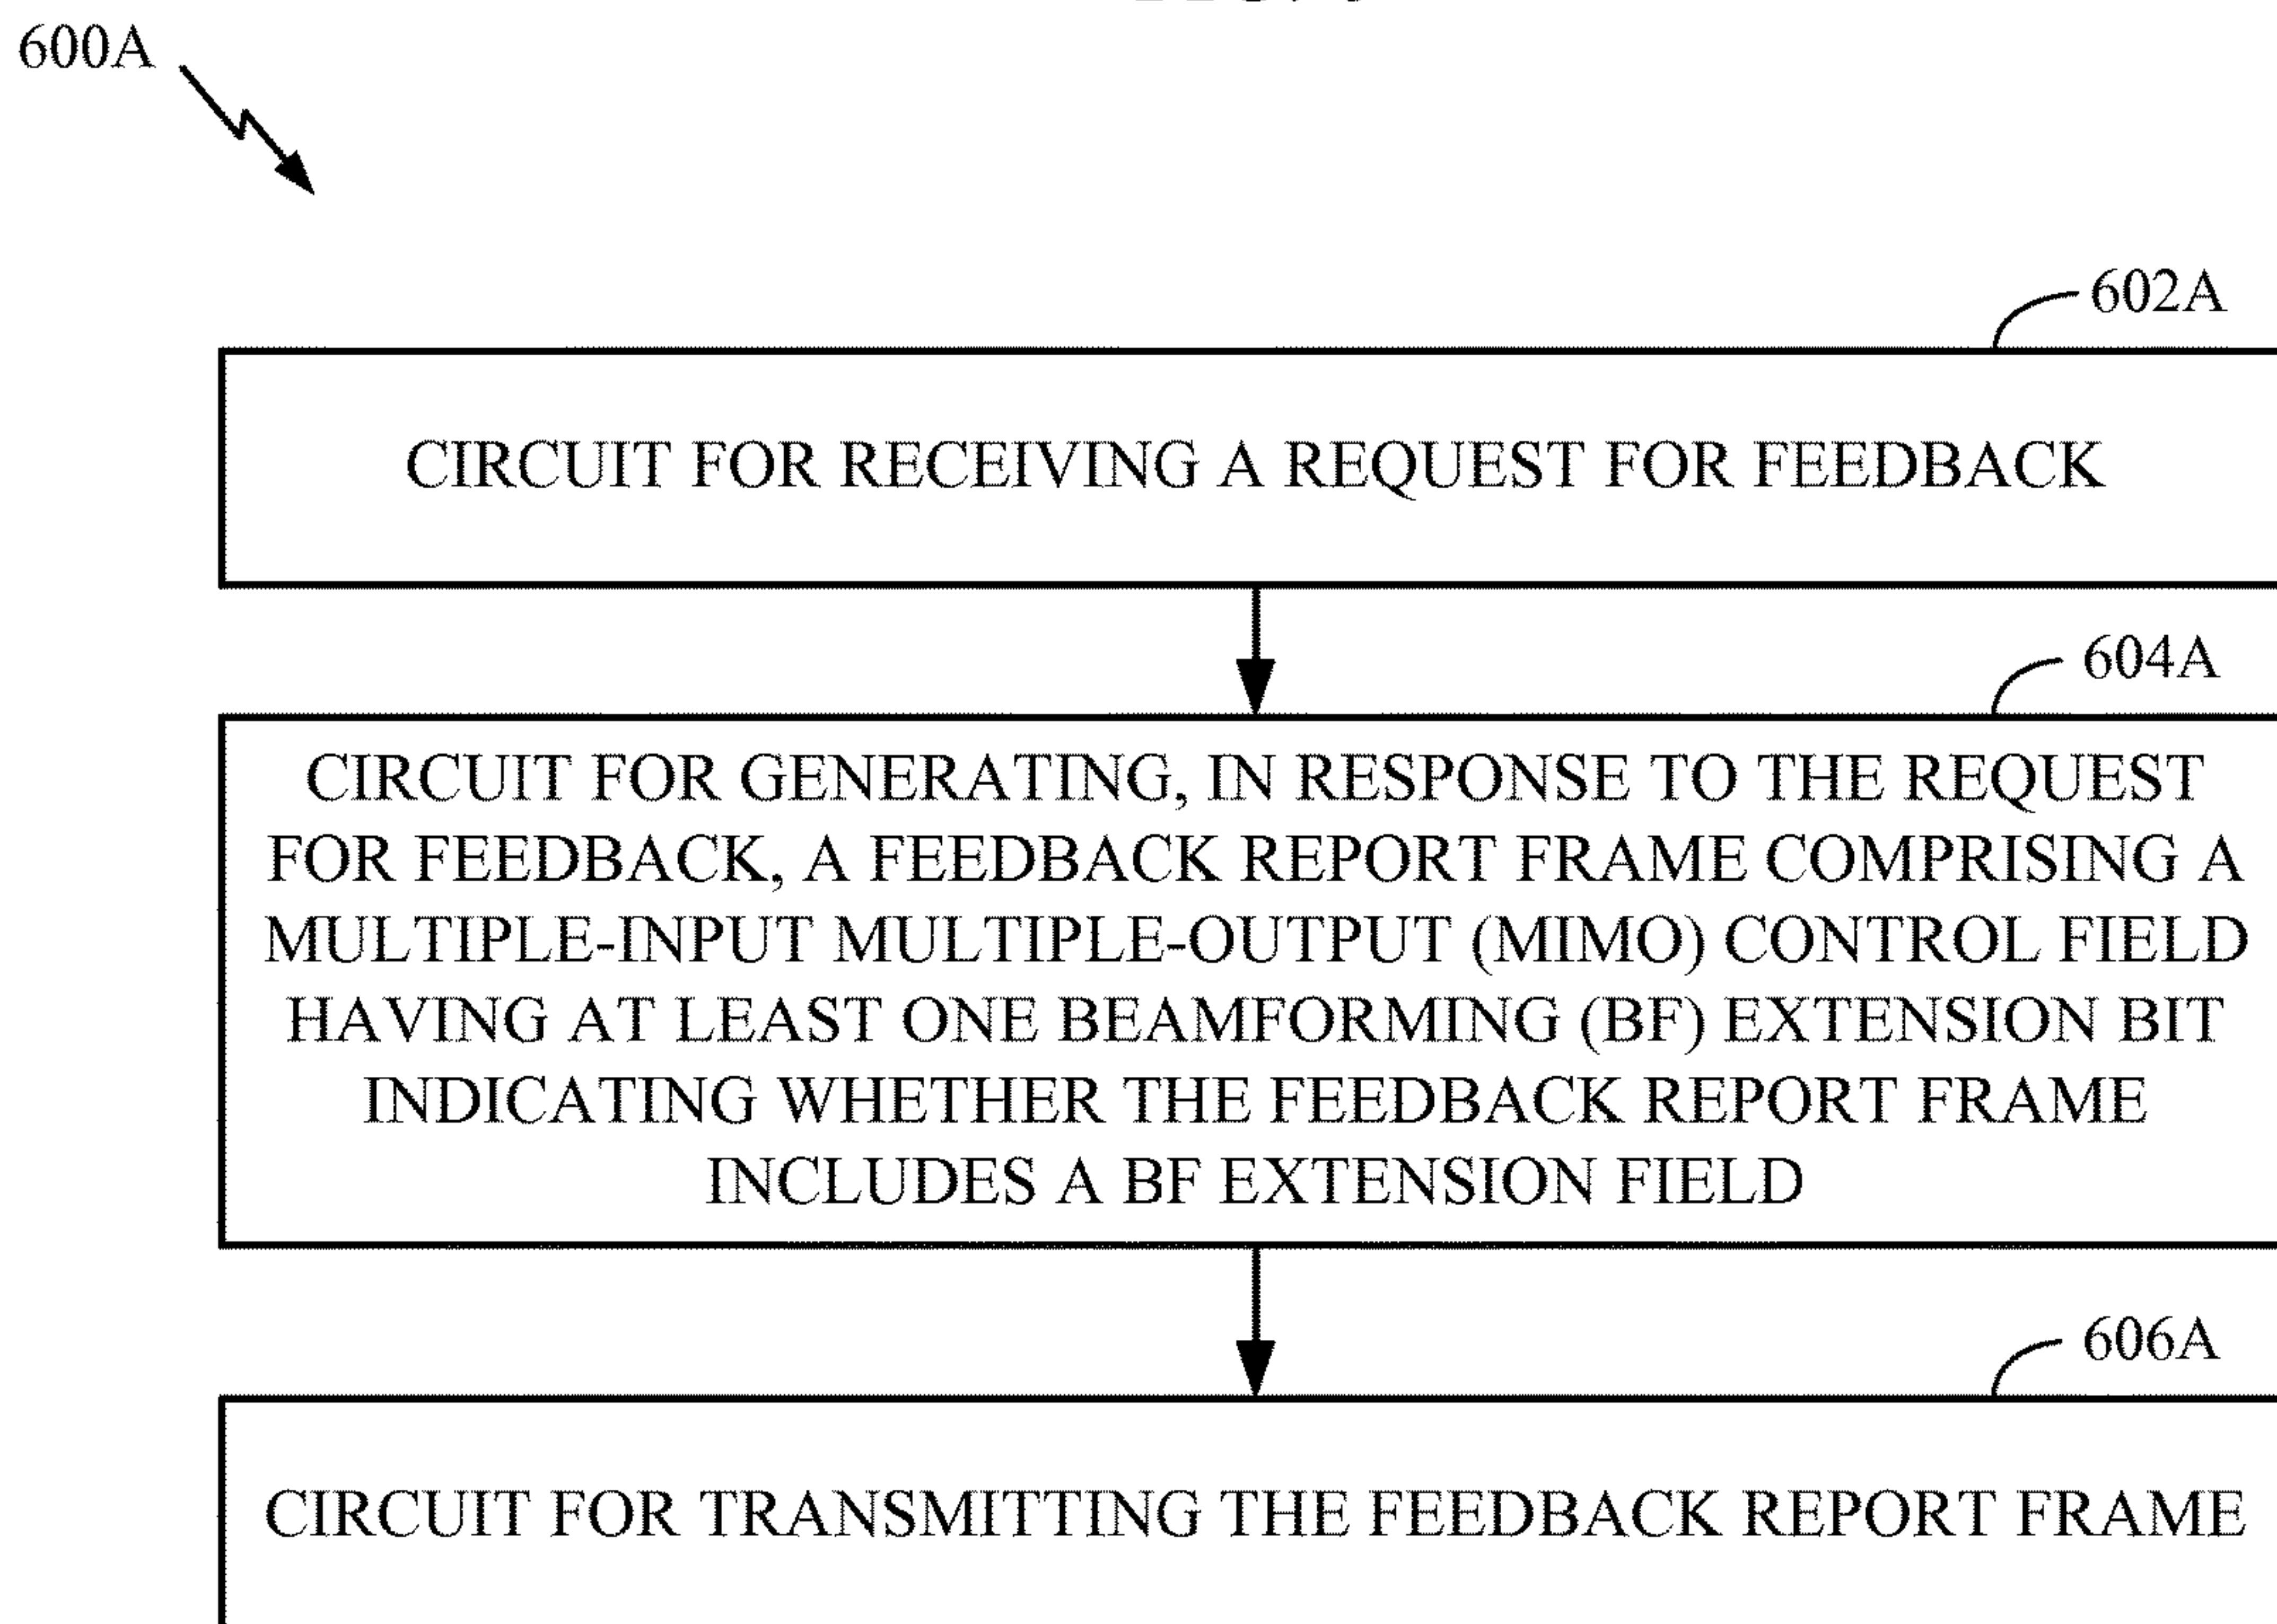 600A
602A
CIRCUIT FOR RECEIVING A REQUEST FOR FEEDBACK
604A
CIRCUIT FOR GENERATING, IN RESPONSE TO THE REQUEST
FOR FEEDBACK, A FEEDBACK REPORT FRAME COMPRISING A
MULTIPLE-INPUT MULTIPLE-OUTPUT (MIMO) CONTROL FIELD
HAVING AT LEAST ONE BEAMFORMING (BF) EXTENSION BIT
INDICATING WHETHER THE FEEDBACK REPORT FRAME
INCLUDES A BF EXTENSION FIELD
606A
CIRCUIT FOR TRANSMITTING THE FEEDBACK REPORT FRAME